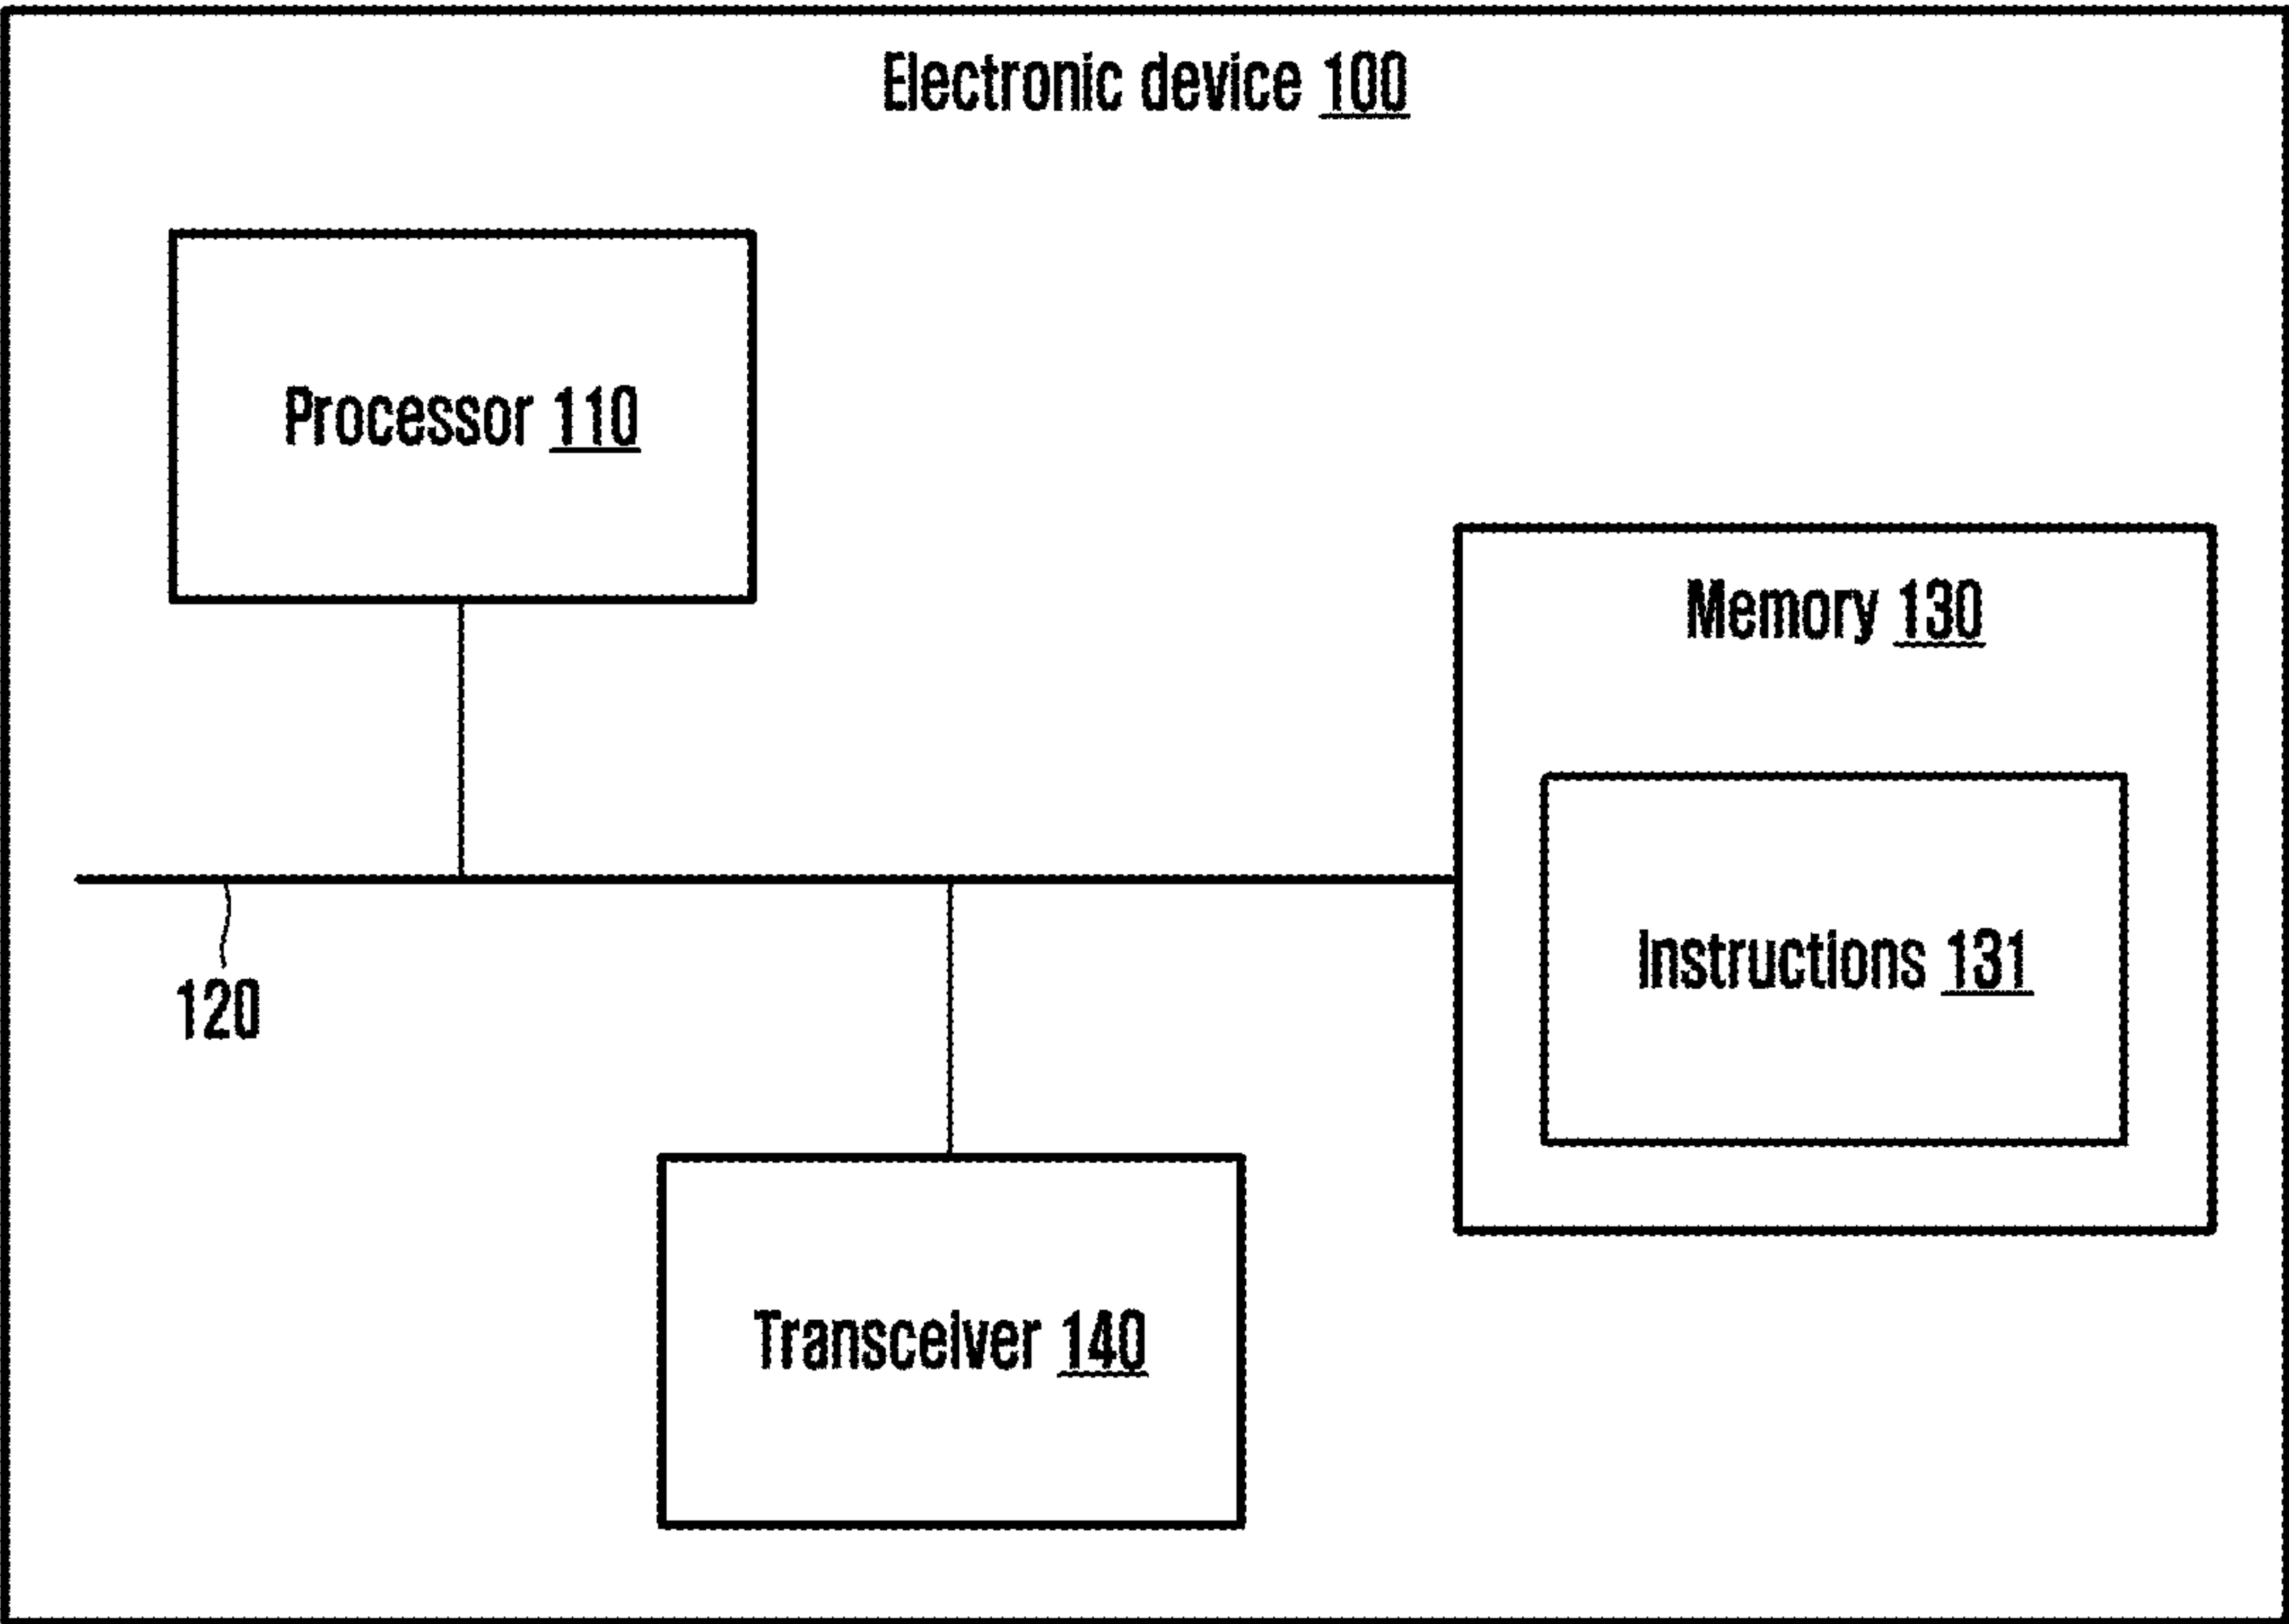 Electronic device 100
Processor 110
Memory 130
Instructions 131
120
Transceiver 140